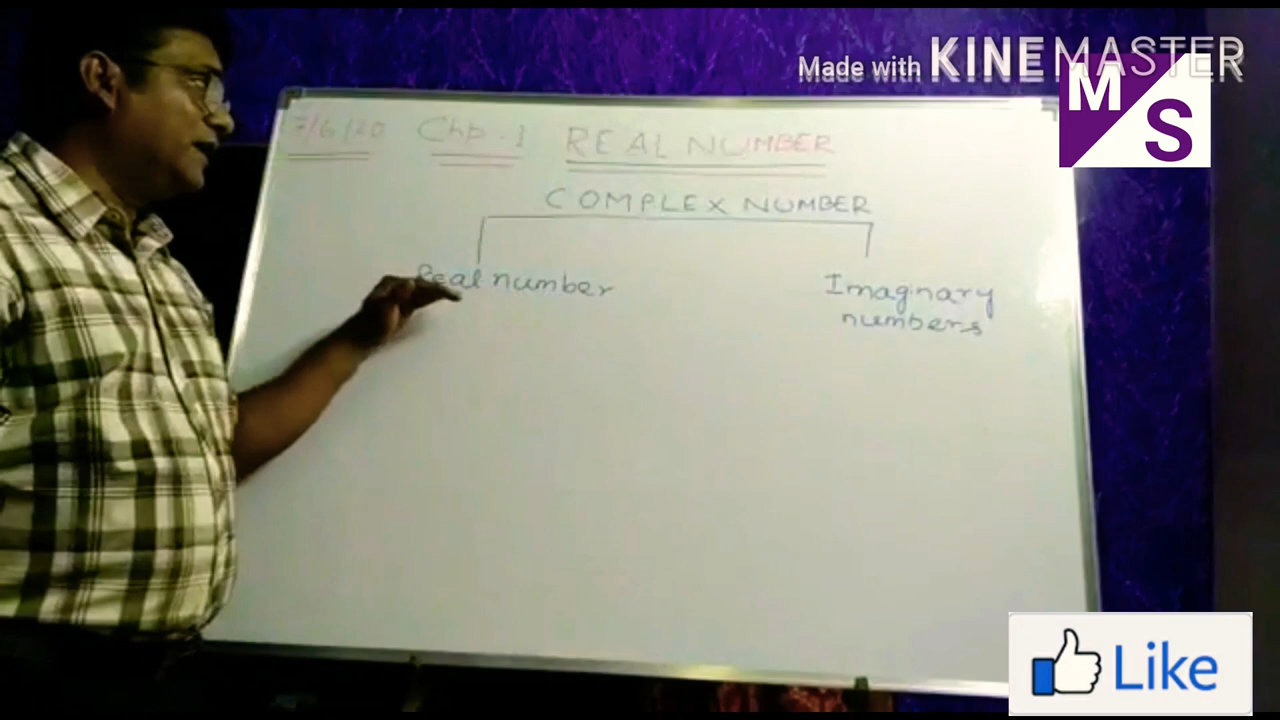 Made with KINEMASTER
M
S
7/6/20 Chp-1 REAL NUMBER
COMPLEX NUMBER
Real number
Imaginary
numbers
Like